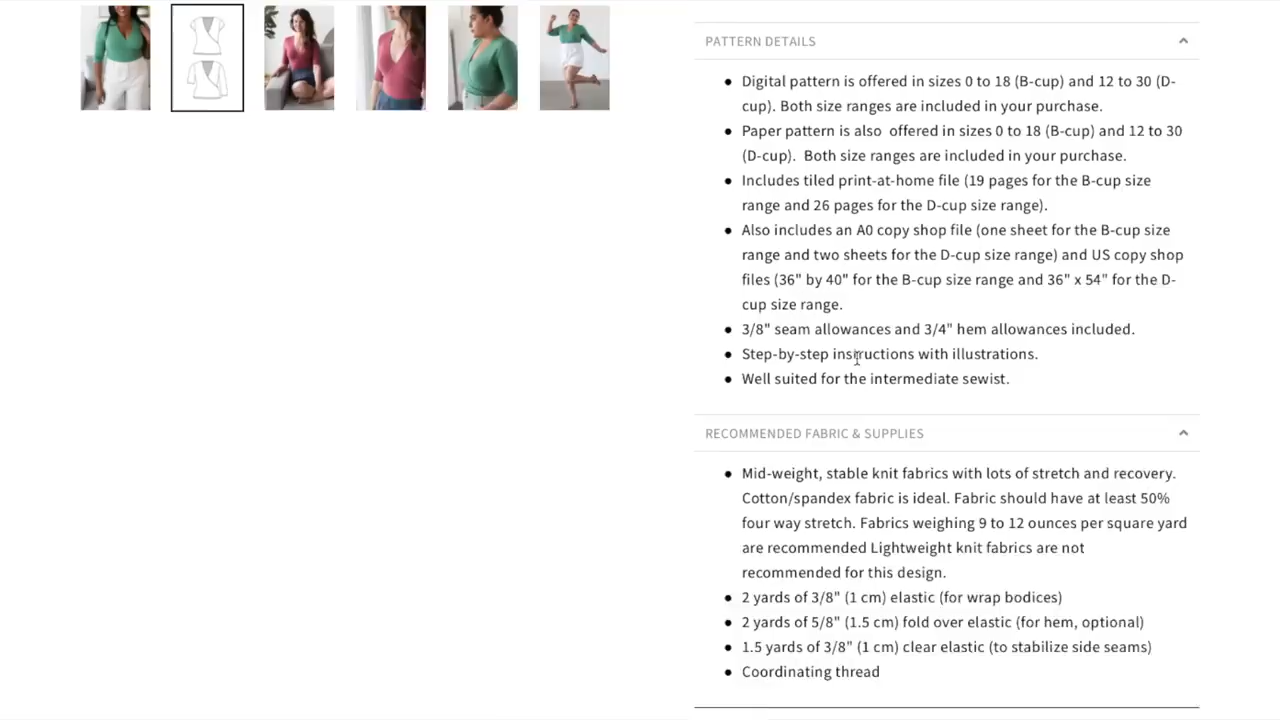 PATTERN DETAILS
● Digital pattern is offered in sizes 0 to 18 (B-cup) and 12 to 30 (D-
cup). Both size ranges are included in your purchase.
● Paper pattern is also  offered in sizes 0 to 18 (B-cup) and 12 to 30
(D-cup).  Both size ranges are included in your purchase.
● Includes tiled print-at-home file (19 pages for the B-cup size
range and 26 pages for the D-cup size range).
● Also includes an A0 copy shop file (one sheet for the B-cup size
range and two sheets for the D-cup size range) and US copy shop
files (36" by 40" for the B-cup size range and 36" x 54" for the D-
cup size range.
● 3/8" seam allowances and 3/4" hem allowances included.
● Step-by-step instructions with illustrations.
● Well suited for the intermediate sewist.
RECOMMENDED FABRIC & SUPPLIES
● Mid-weight, stable knit fabrics with lots of stretch and recovery.
Cotton/spandex fabric is ideal. Fabric should have at least 50%
four way stretch. Fabrics weighing 9 to 12 ounces per square yard
are recommended Lightweight knit fabrics are not
recommended for this design.
● 2 yards of 3/8" (1 cm) elastic (for wrap bodices)
● 2 yards of 5/8" (1.5 cm) fold over elastic (for hem, optional)
● 1.5 yards of 3/8" (1 cm) clear elastic (to stabilize side seams)
● Coordinating thread